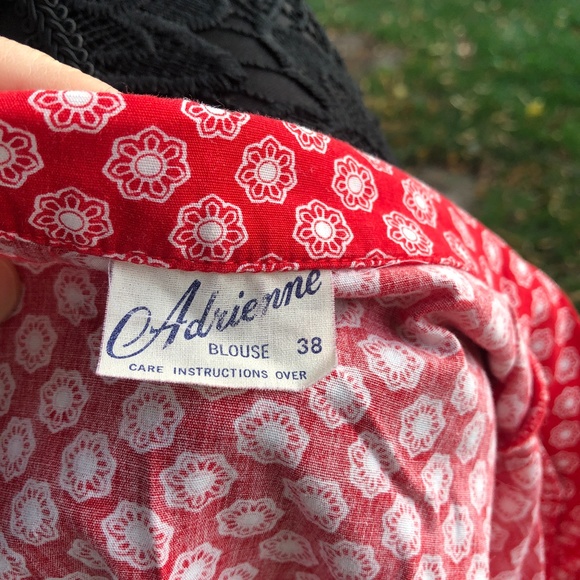 Adrienne
BLOUSE 38
CARE INSTRUCTIONS OVER